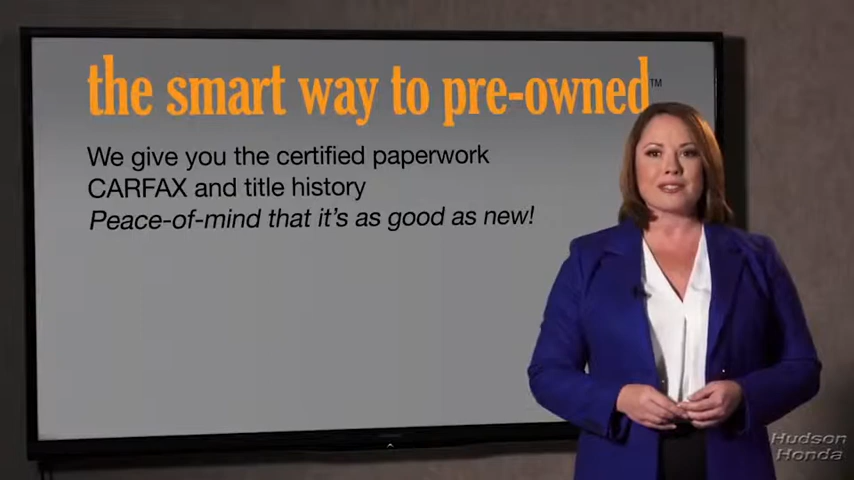 the smart way to pre-owned™
We give you the certified paperwork
CARFAX and title history
Peace-of-mind that it's as good as new!
Hudson
Honda